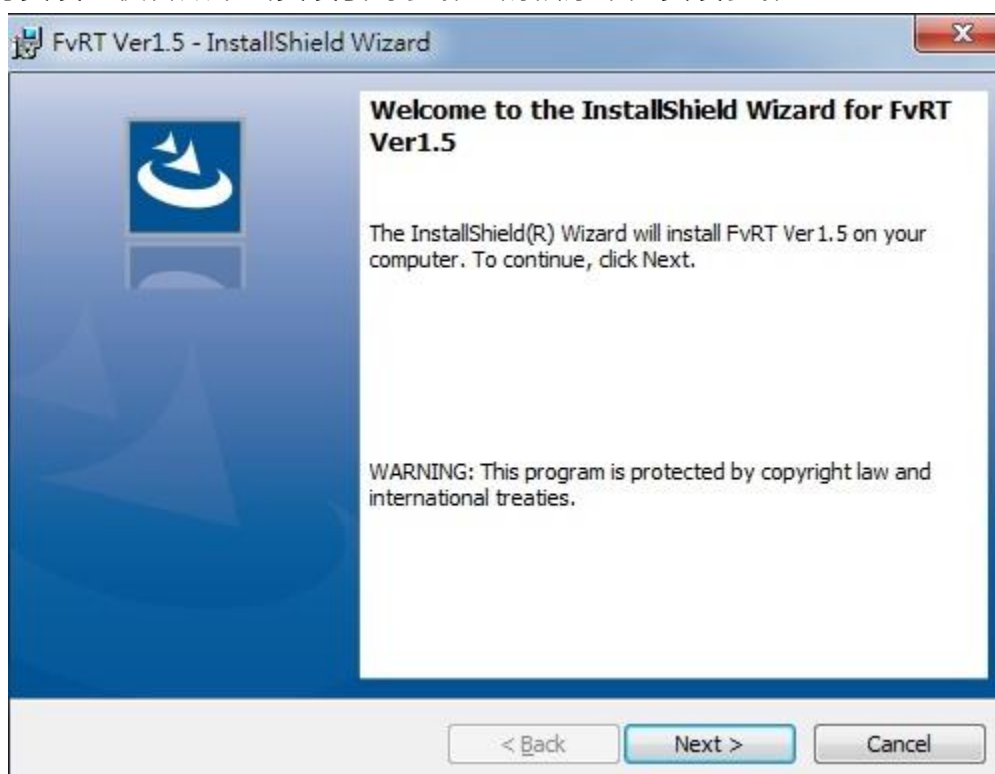 FvRT Ver1.5 - InstallShield Wizard
Welcome to the InstallShield Wizard for FvRT
Ver1.5
The InstallShield(R) Wizard will install FvRT Ver1.5 on your
computer. To continue, click Next.
WARNING: This program is protected by copyright law and
international treaties.
< Back Next > Cancel